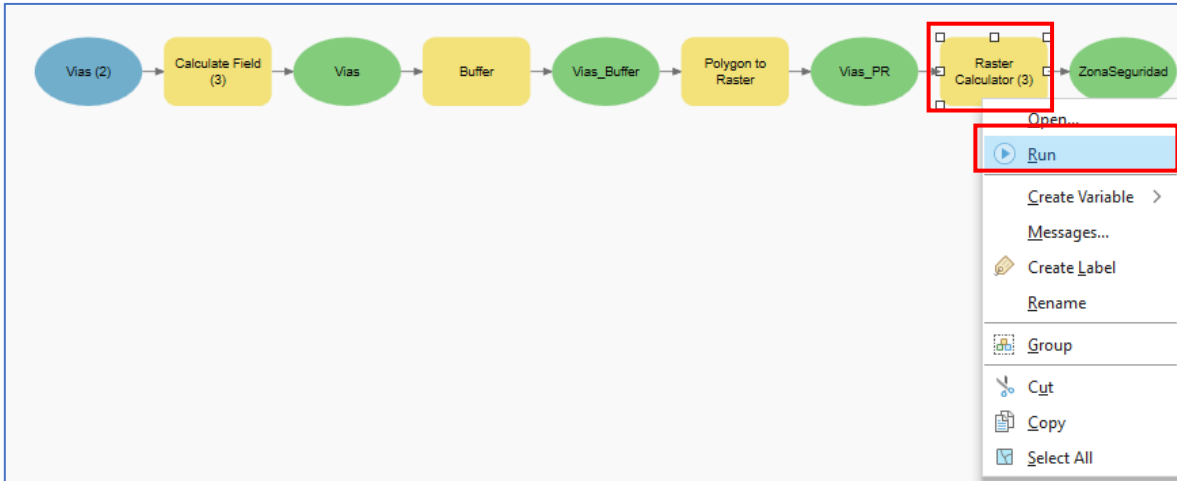 Vias (2)
Calculate Field
(3)
Vias
Buffer
Vias_Buffer
Polygon to
Raster
Vias_PR
Raster
Calculator (3)
ZonaSeguridad
Open...
Run
Create Variable >
Messages...
Create Label
Rename
Group
Cut
Copy
Select All